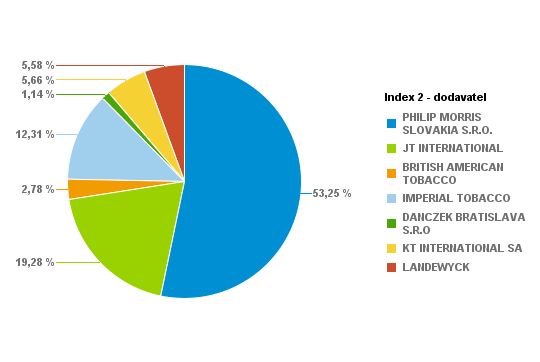 5,58 %
5,66 %
1,14 %
12,31 %
2,78 %
19,28 %
53,25 %
Index 2 - dodavatel
PHILIP MORRIS
SLOVAKIA S.R.O.
JT INTERNATIONAL
BRITISH AMERICAN
TOBACCO
IMPERIAL TOBACCO
DANCZEK BRATISLAVA
S.R.O
KT INTERNATIONAL SA
LANDEWYCK